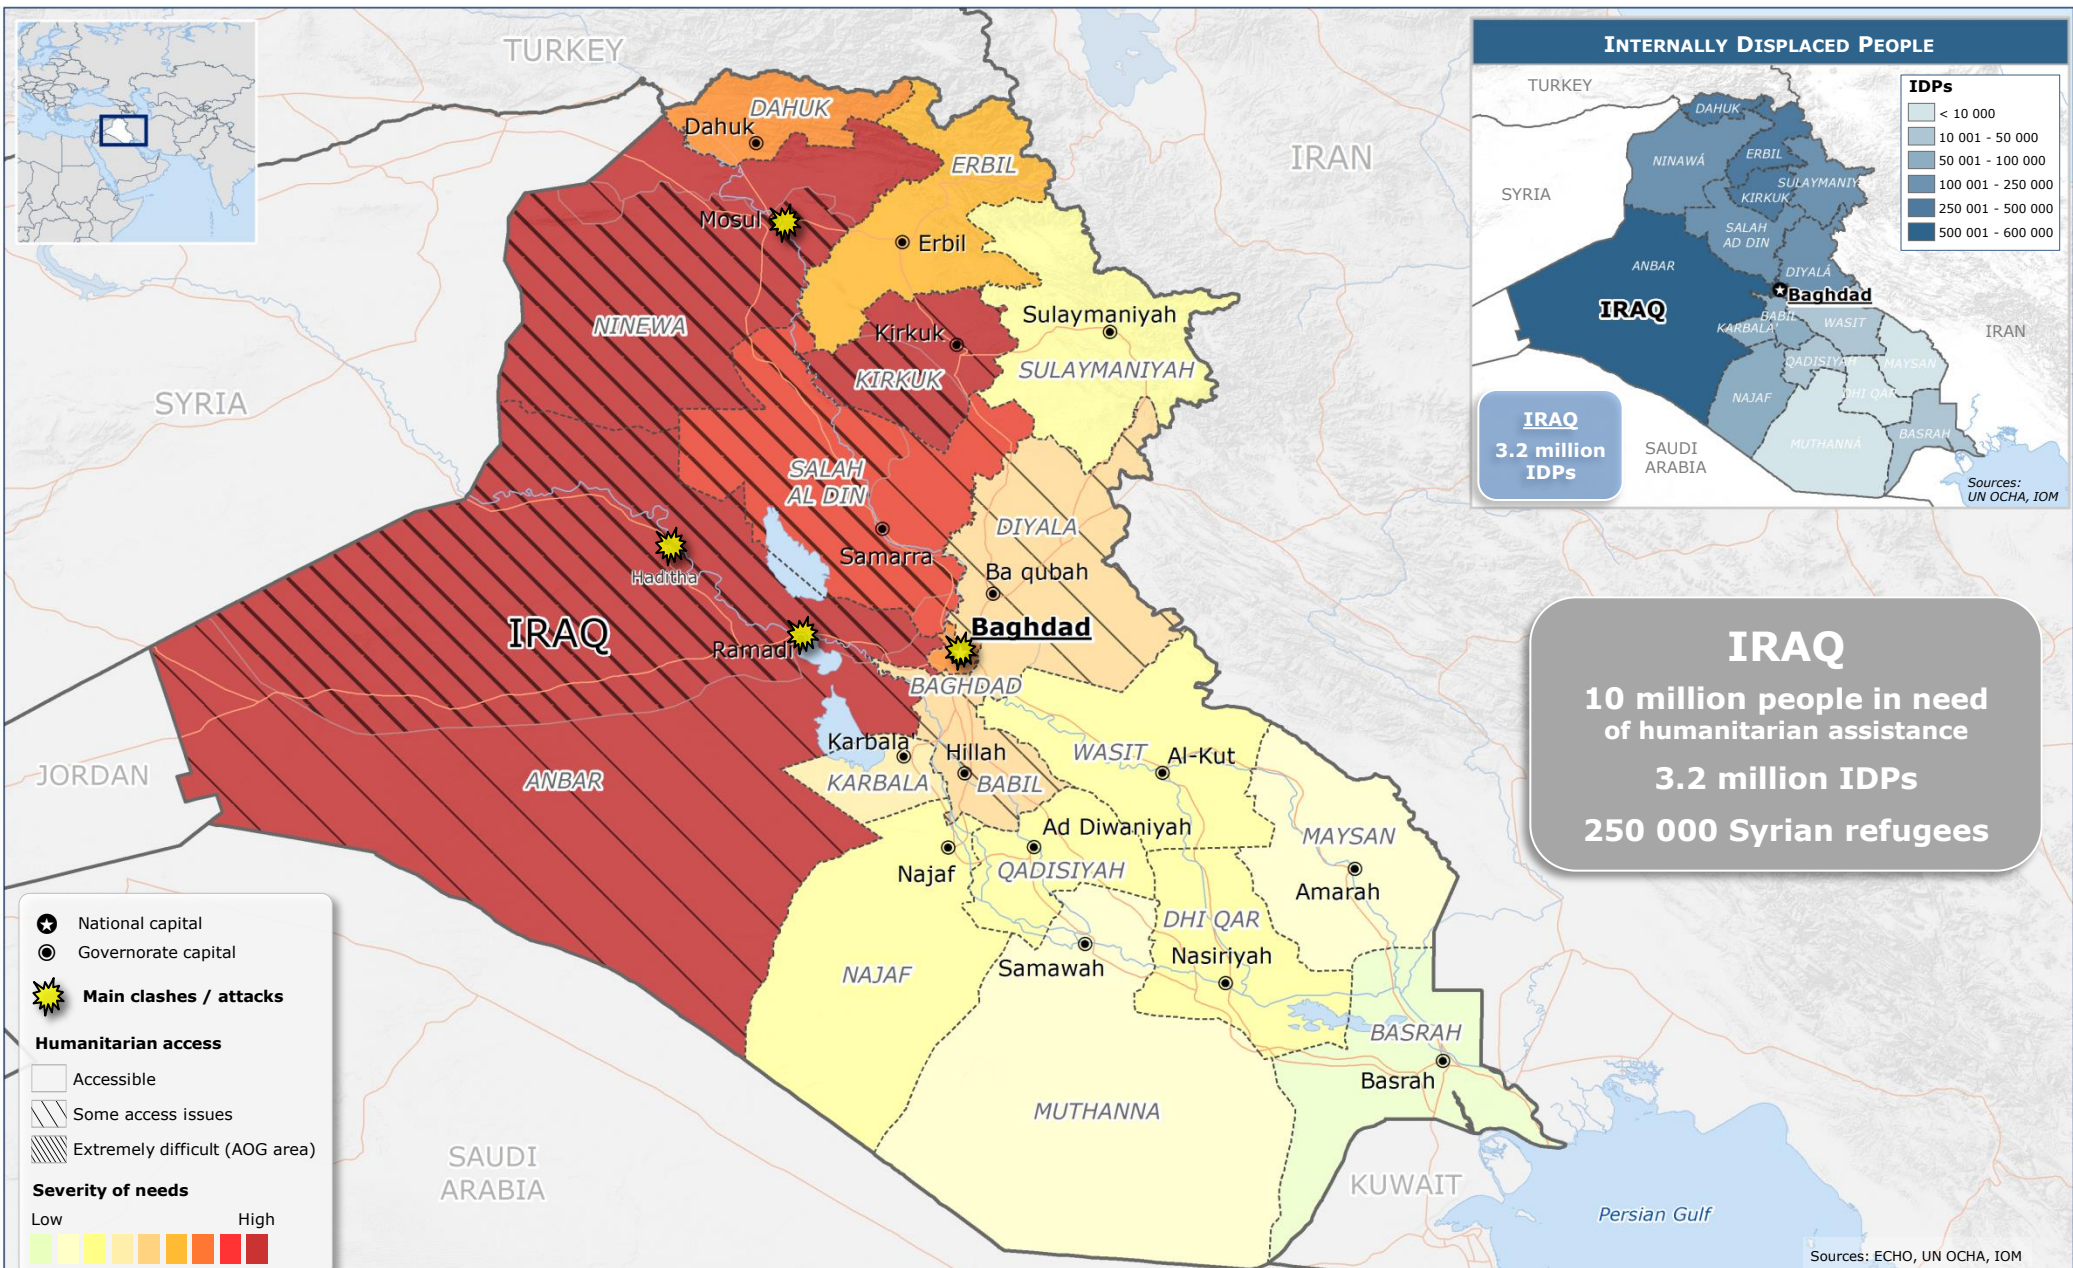 TURKEY
DAHUK
Dahuk
ERBIL
IRAN
Mosul
Erbil
NINEWA
Kirkuk
Sulaymaniyah
KIRKUK
SULAYMANIYAH
SYRIA
SALAH
AL DIN
DIYALA
Samarra
Haditha
Ba qubah
IRAQ
Baghdad
Ramadi
BAGHDAD
Karbala'
Hillah
WASIT
Al-Kut
JORDAN
ANBAR
KARBALA
BABIL
Ad Diwaniyah
MAYSAN
Najaf
QADISIYAH
Amarah
DHI QAR
Nasiriyah
Samawah
NAJAF
BASRAH
Basrah
MUTHANNA
SAUDI
ARABIA
KUWAIT
Persian Gulf
INTERNALLY DISPLACED PEOPLE
IDPs
< 10 000
10 001 - 50 000
50 001 - 100 000
100 001 - 250 000
250 001 - 500 000
500 001 - 600 000
TURKEY
DAHUK
NINAWÁ
ERBIL
SYRIA
SULAYMANIY
KIRKUK
SALAH
AD DIN
ANBAR
DIYALÁ
Baghdad
IRAQ
BABIL
KARBALA'
WASIT
IRAN
QADISIYAH
MAYSAN
NAJAF
DHI QAR
MUTHANNÁ
BASRAH
SAUDI
ARABIA
IRAQ
3.2 million
IDPs
Sources:
UN OCHA, IOM
IRAQ
10 million people in need
of humanitarian assistance
3.2 million IDPs
250 000 Syrian refugees
National capital
Governorate capital
Main clashes / attacks
Humanitarian access
Accessible
Some access issues
Extremely difficult (AOG area)
Severity of needs
Low High
Sources: ECHO, UN OCHA, IOM